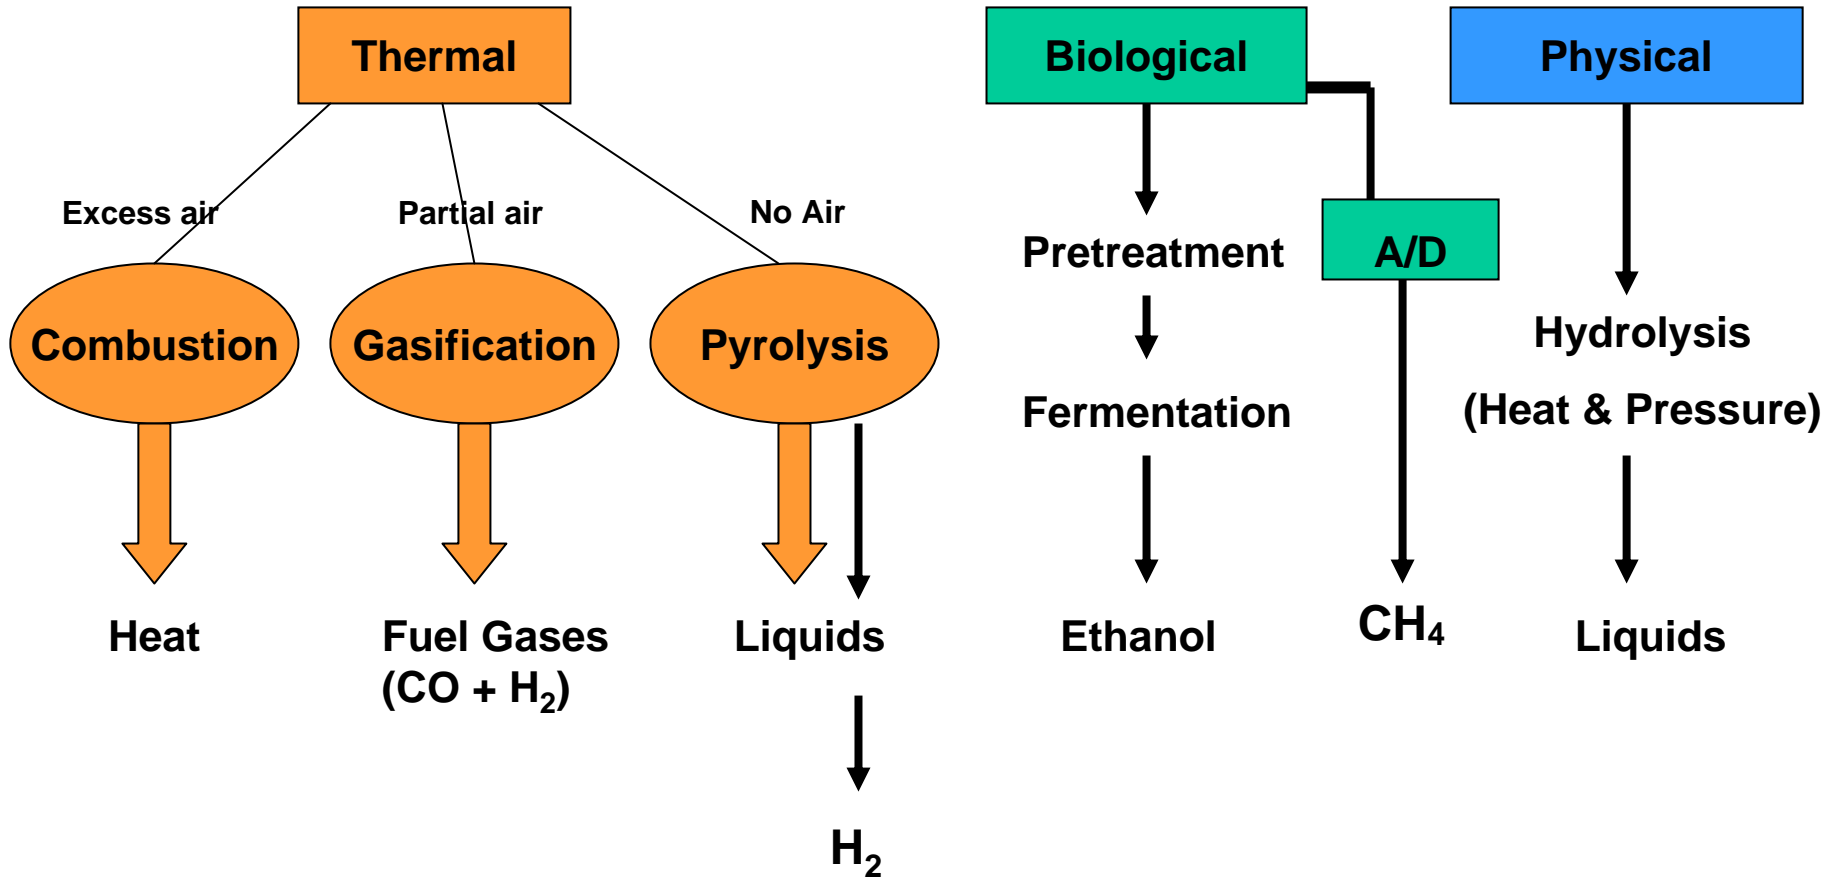 Thermal
Biological
Physical
Excess air
Partial air
No Air
Pretreatment
A/D
Combustion
Gasification
Pyrolysis
Hydrolysis
(Heat & Pressure)
Fermentation
Heat
Fuel Gases
(CO + H₂)
Liquids
Ethanol
CH₄
Liquids
H₂